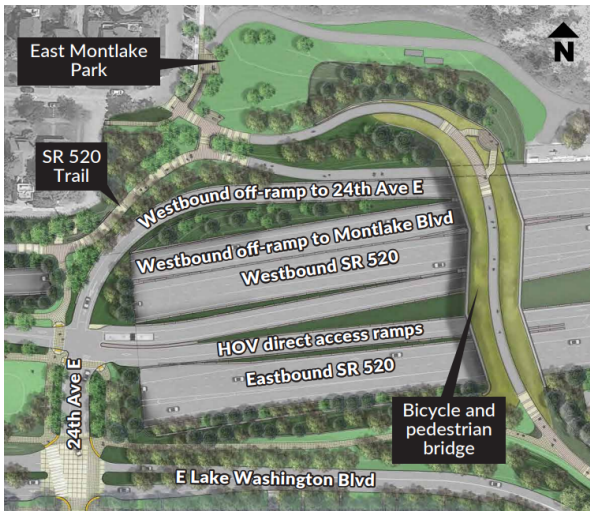 East Montlake
Park
N
SR 520
Trail
Westbound off-ramp to 24th Ave E
Westbound off-ramp to Montlake Blvd
Westbound SR 520
HOV direct access ramps
Eastbound SR 520
24th Ave E
Bicycle and
pedestrian
bridge
E Lake Washington Blvd